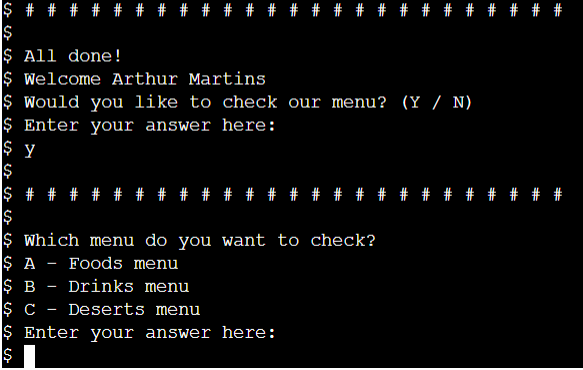 $ # # # # # # # # # # # # # # # # # # # # # # # # #
$
$ All done!
$ Welcome Arthur Martins
$ Would you like to check our menu? (Y / N)
$ Enter your answer here:
$ y
$
$ # # # # # # # # # # # # # # # # # # # # # # # # #
$
$ Which menu do you want to check?
$ A - Foods menu
$ B - Drinks menu
$ C - Deserts menu
$ Enter your answer here:
$